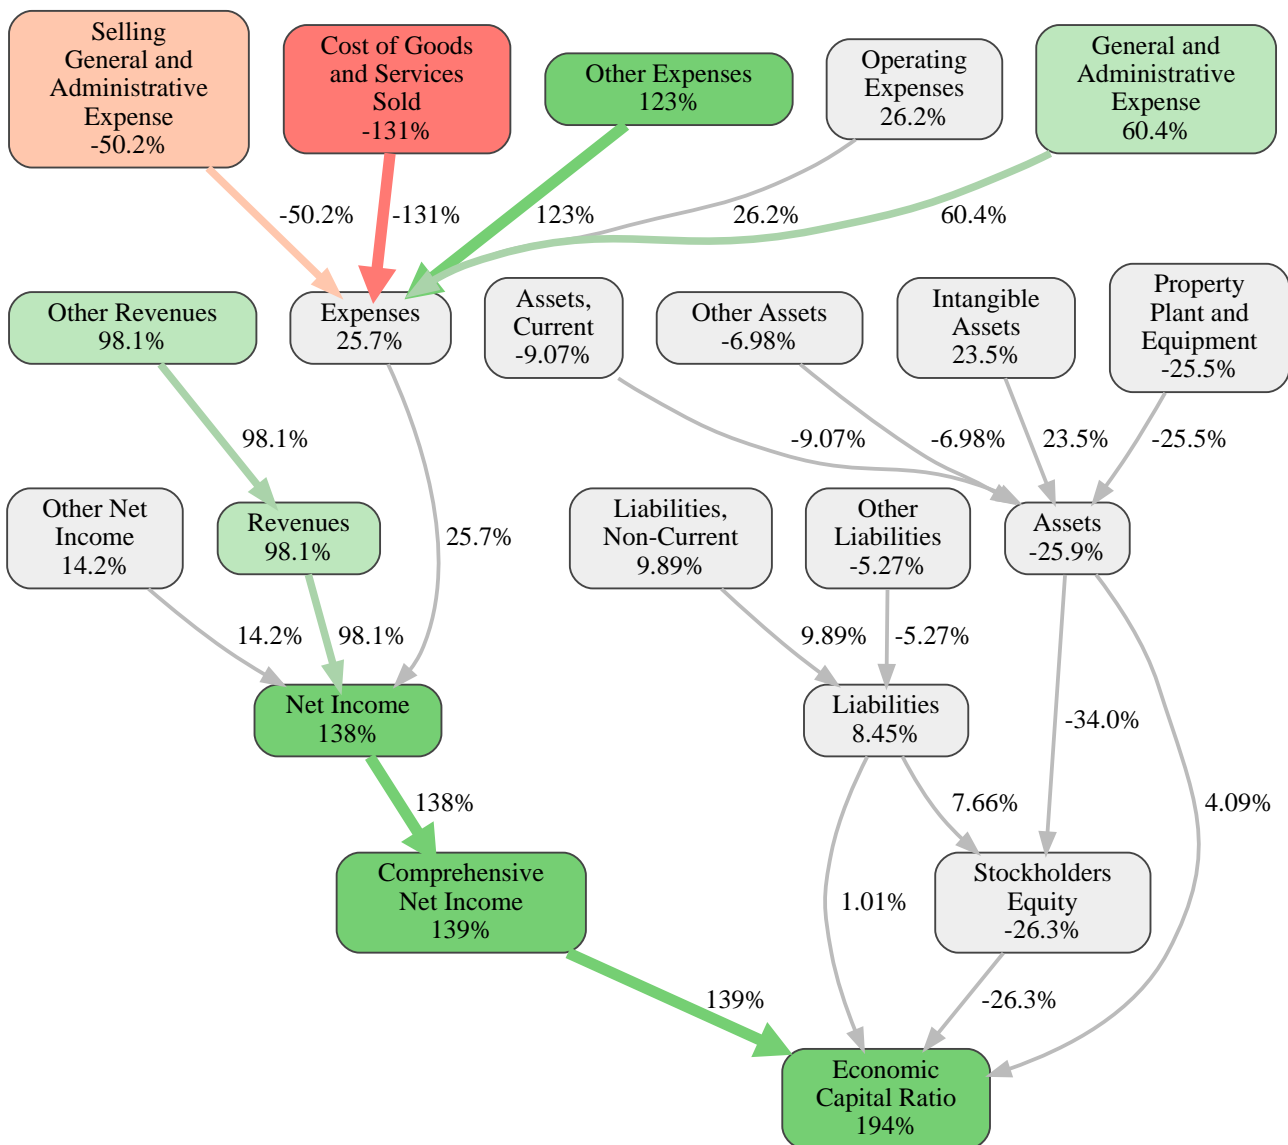 Selling
General and
Administrative
Expense
-50.2%
Cost of Goods
and Services
Sold
-131%
Other Expenses
123%
Operating
Expenses
26.2%
General and
Administrative
Expense
60.4%
-50.2%
-131%
123%
26.2%
60.4%
Other Revenues
98.1%
Expenses
25.7%
Assets,
Current
-9.07%
Other Assets
-6.98%
Intangible
Assets
23.5%
Property
Plant and
Equipment
-25.5%
98.1%
-9.07%
-6.98%
23.5%
-25.5%
Other Net
Income
14.2%
Revenues
98.1%
25.7%
Liabilities,
Non-Current
9.89%
Other
Liabilities
-5.27%
Assets
-25.9%
14.2%
98.1%
9.89%
-5.27%
Net Income
138%
Liabilities
8.45%
-34.0%
138%
7.66%
4.09%
Comprehensive
Net Income
139%
1.01%
Stockholders
Equity
-26.3%
139%
-26.3%
Economic
Capital Ratio
194%